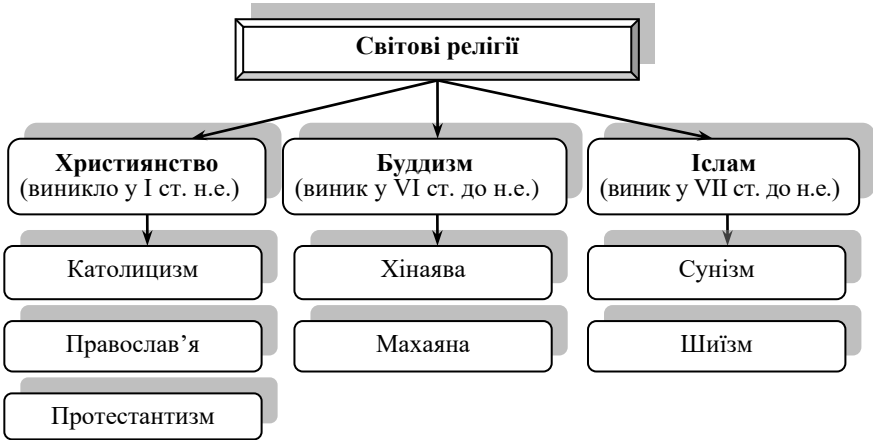 Світові релігії
Християнство
(виникло у I ст. н.е.)
Католицизм
Православ’я
Протестантизм
Буддизм
(виник у VI ст. до н.е.)
Хінаява
Махаяна
Іслам
(виник у VII ст. до н.е.)
Сунізм
Шиїзм